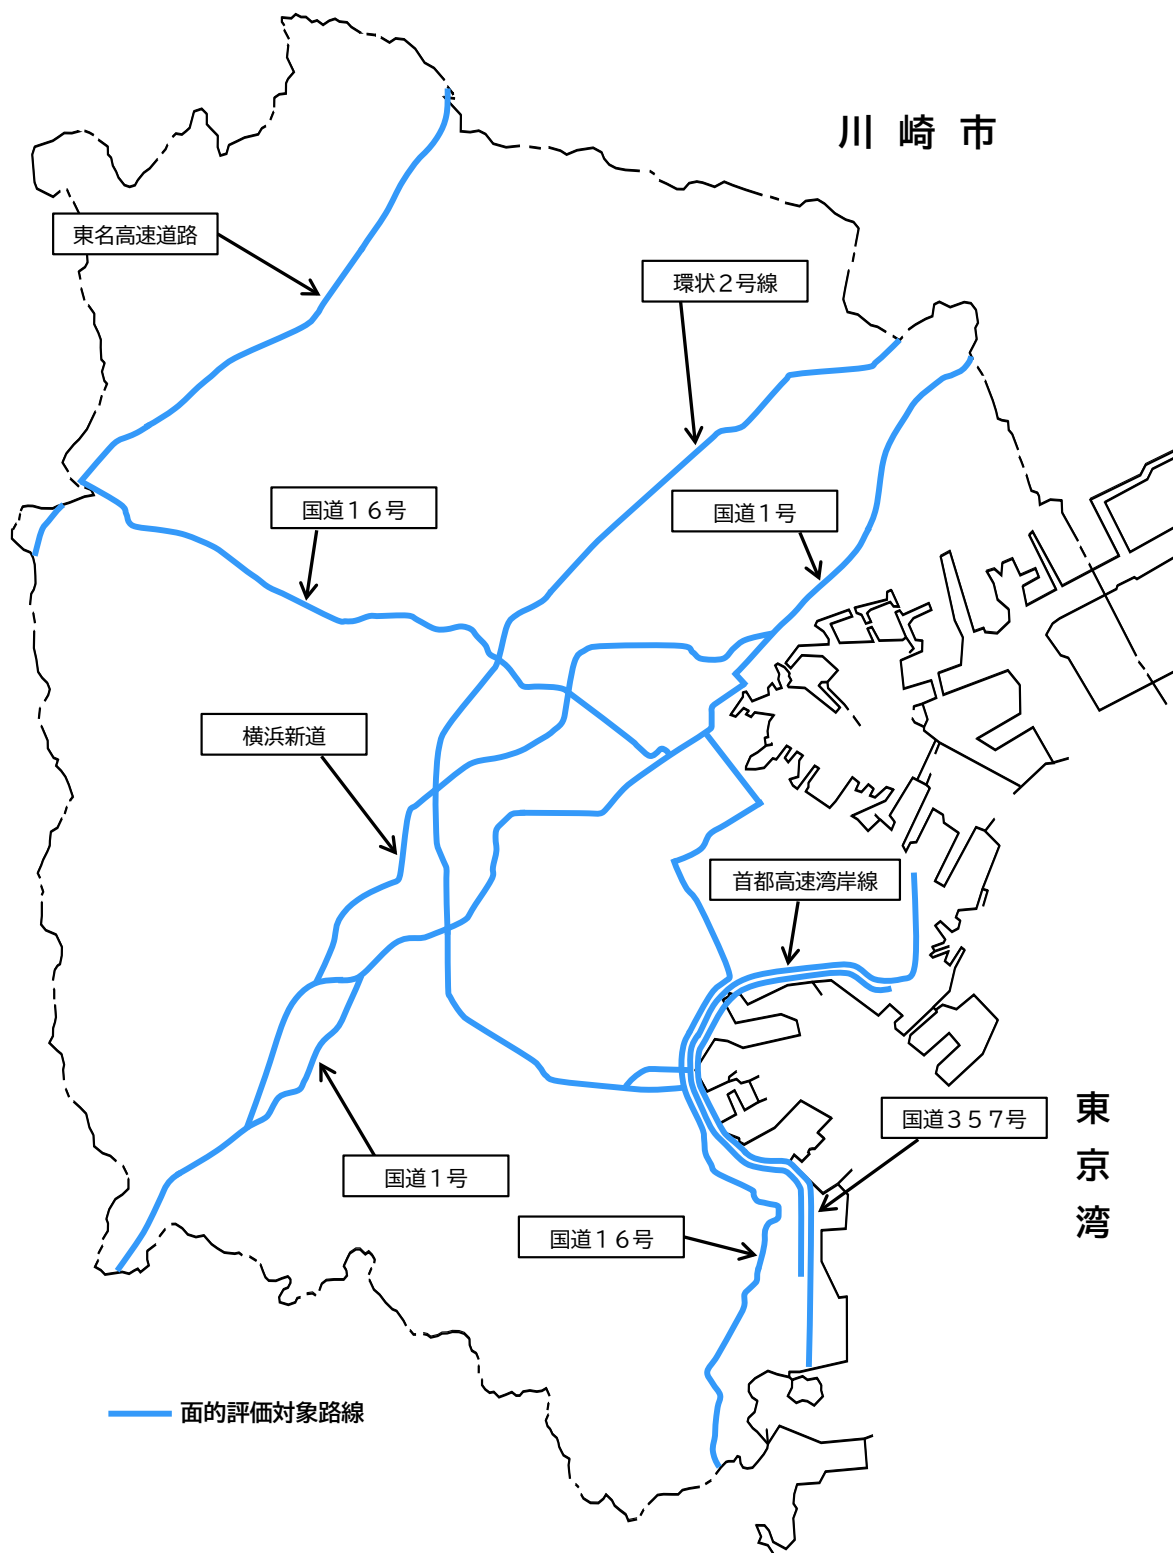 川崎市
東名高速道路
環状２号線
国道１６号
国道１号
横浜新道
首都高速湾岸線
国道３５７号
東京湾
国道１号
国道１６号
面的評価対象路線